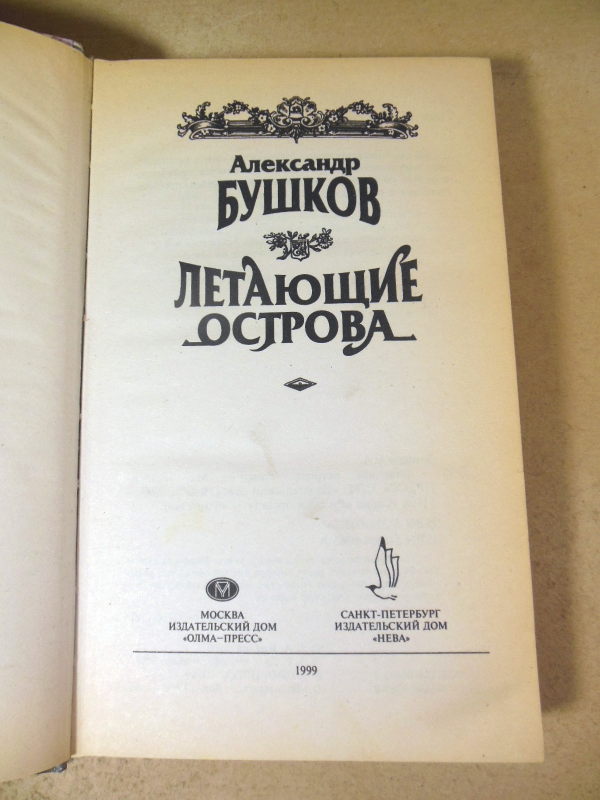 Александр
БУШКОВ
ЛЕТАЮЩИЕ
ОСТРОВА
МОСКВА
ИЗДАТЕЛЬСКИЙ ДОМ
«ОЛМА-ПРЕСС»
САНКТ-ПЕТЕРБУРГ
ИЗДАТЕЛЬСКИЙ ДОМ
«НЕВА»
1999